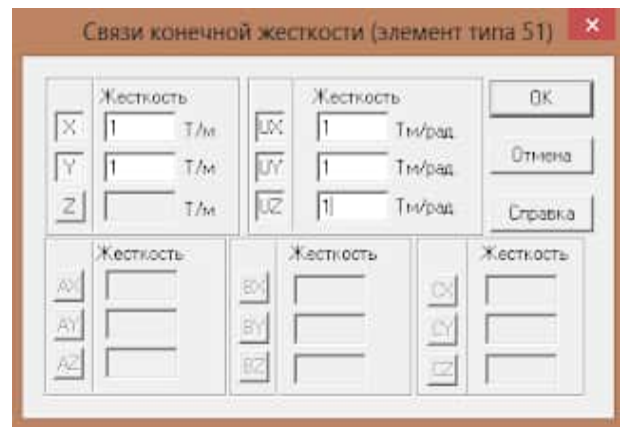 Связи конечной жесткости (элемент типа 51)
Жесткость Жесткость OK
X 1 Т/м UX 1 Тм/рад
Y 1 Т/м UY 1 Тм/рад Отмена
Z Т/м UZ 1 Тм/рад Справка
Жесткость Жесткость Жесткость
AX BX CX
AY BY CY
AZ BZ CZ